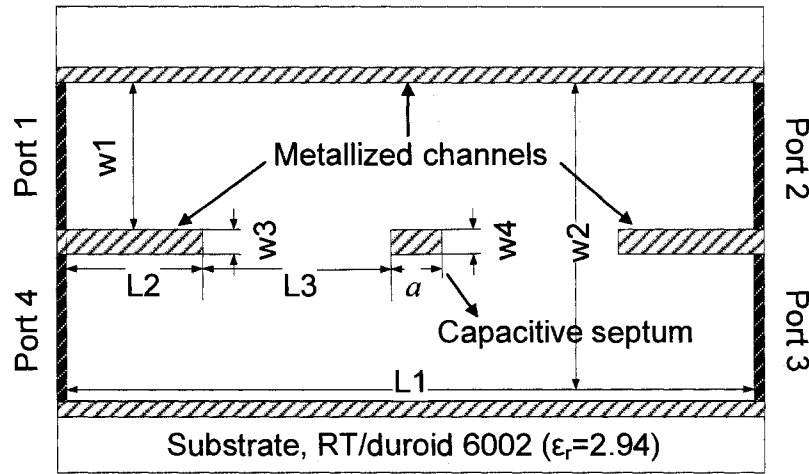 Port 1
w1
Metallized channels
Port 2
w3
w4
w2
L2
L3
a
Port 4
Capacitive septum
Port 3
L1
Substrate, RT/duroid 6002 (εr=2.94)